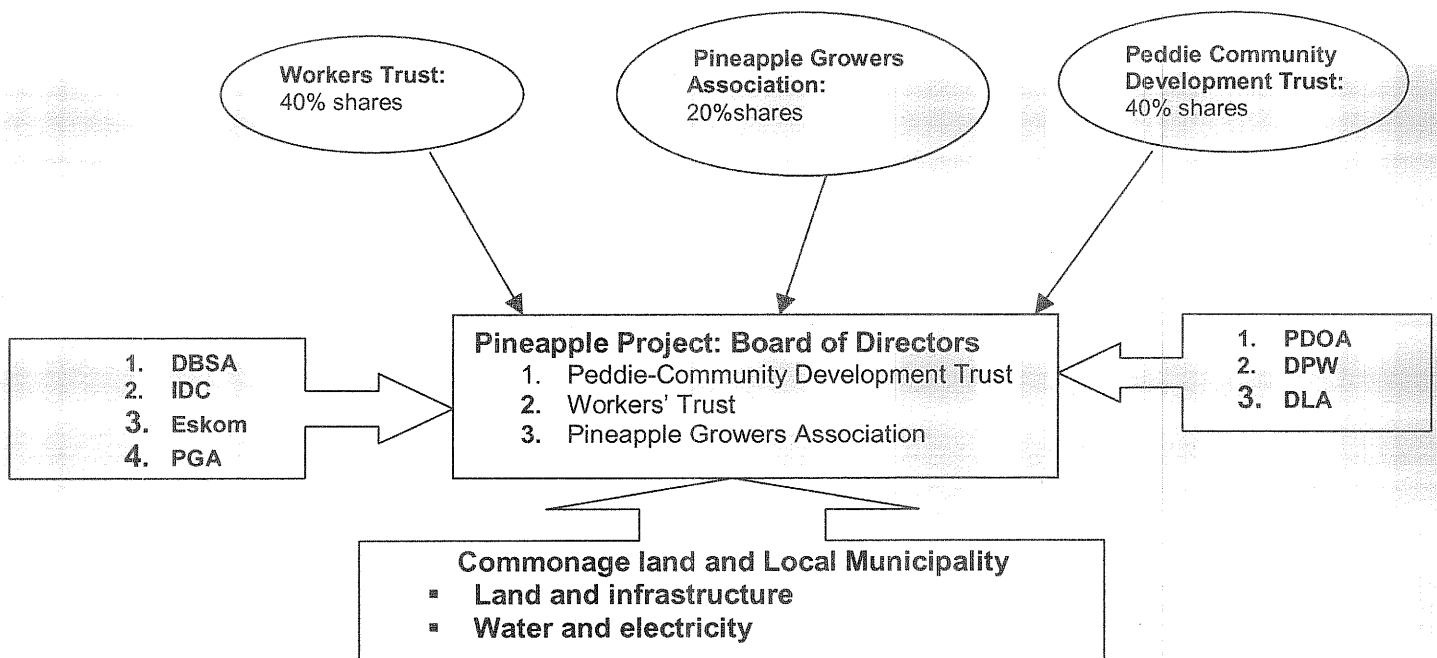 Workers Trust:
40% shares
Pineapple Growers
Association:
20%shares
Peddie Community
Development Trust:
40% shares
1. DBSA
2. IDC
3. Eskom
4. PGA
Pineapple Project: Board of Directors
1. Peddie-Community Development Trust
2. Workers' Trust
3. Pineapple Growers Association
1. PDOA
2. DPW
3. DLA
Commonage land and Local Municipality
▪ Land and infrastructure
▪ Water and electricity